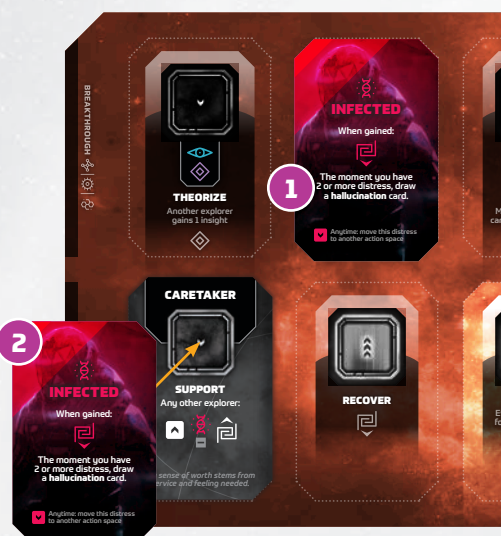 BREAKTHROUGH
THEORIZE
Another explorer
gains 1 insight
INFECTED
When gained:
1
The moment you have
2 or more distress, draw
a hallucination card.
Anytime: move this distress
to another action space
CARETAKER
SUPPORT
Any other explorer:
sense of worth stems from
ervice and feeling needed.
2
INFECTED
When gained:
The moment you have
2 or more distress, draw
a hallucination card.
Anytime: move this distress
to another action space
RECOVER